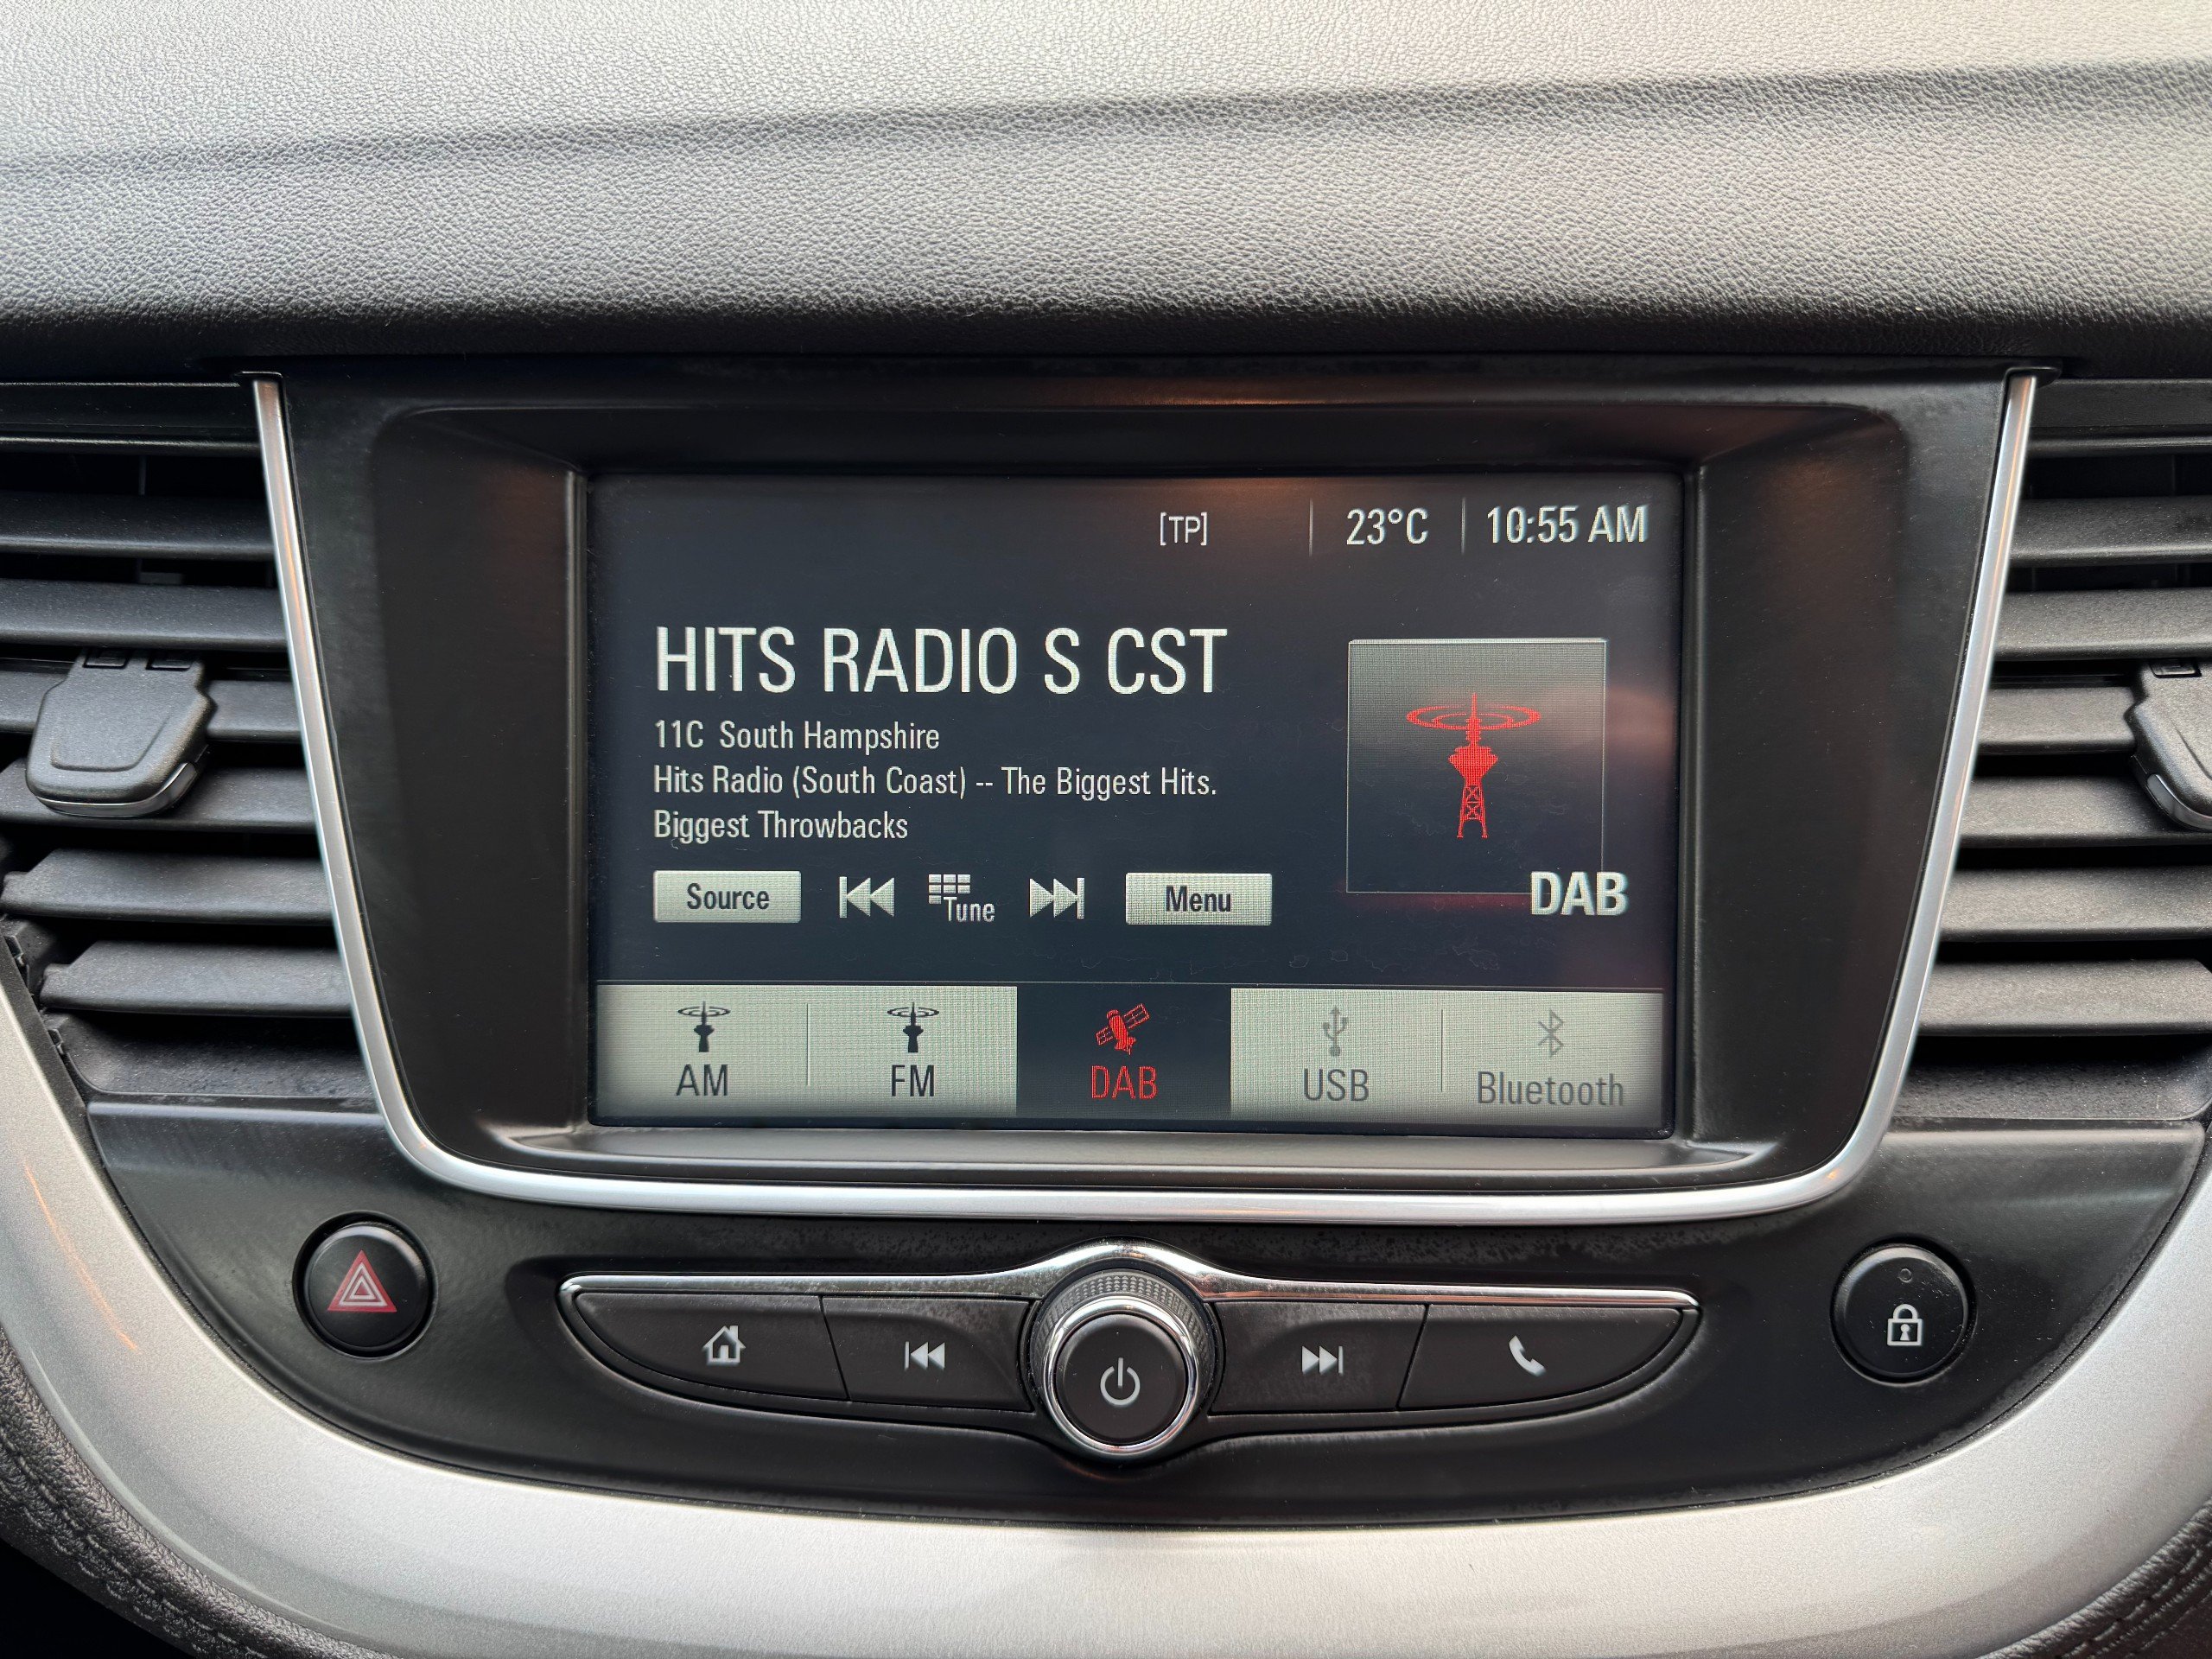 [TP] 23°C 10:55 AM
HITS RADIO S CST
11C South Hampshire
Hits Radio (South Coast) -- The Biggest Hits.
Biggest Throwbacks
Source Tune Menu
DAB
AM FM DAB USB Bluetooth